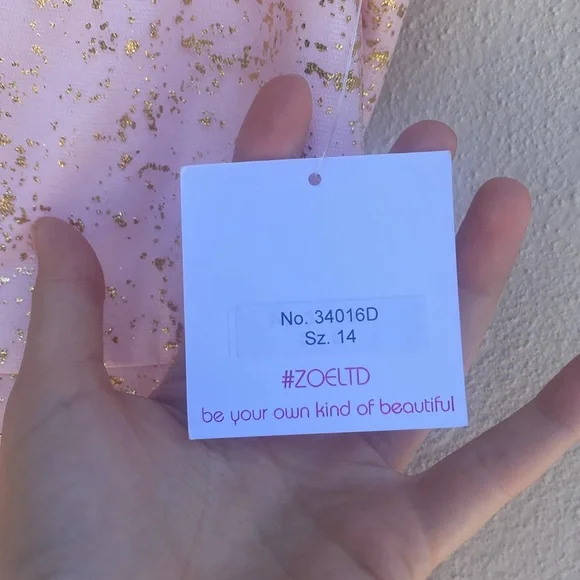 No. 34016D
Sz. 14
#ZOELTD
be your own kind of beautiful